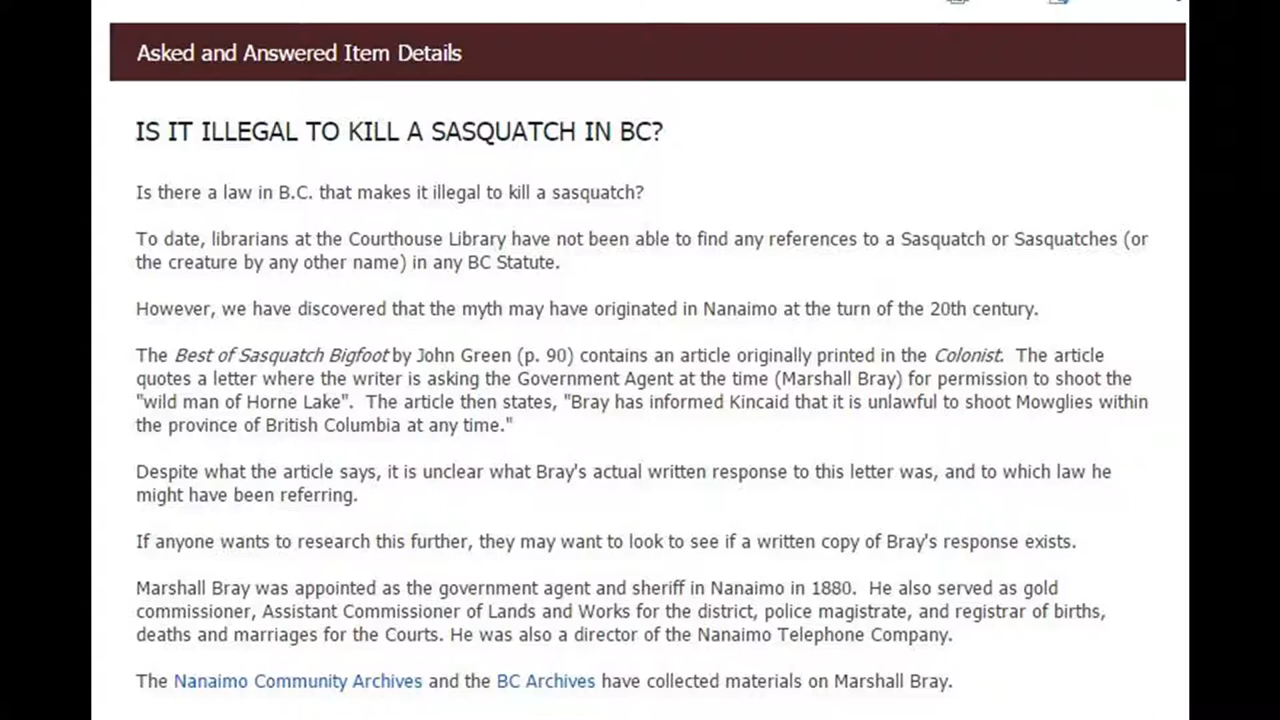 Asked and Answered Item Details
IS IT ILLEGAL TO KILL A SASQUATCH IN BC?
Is there a law in B.C. that makes it illegal to kill a sasquatch?
To date, librarians at the Courthouse Library have not been able to find any references to a Sasquatch or Sasquatches (or
the creature by any other name) in any BC Statute.
However, we have discovered that the myth may have originated in Nanaimo at the turn of the 20th century.
The Best of Sasquatch Bigfoot by John Green (p. 90) contains an article originally printed in the Colonist. The article
quotes a letter where the writer is asking the Government Agent at the time (Marshall Bray) for permission to shoot the
"wild man of Horne Lake". The article then states, "Bray has informed Kincaid that it is unlawful to shoot Mowglies within
the province of British Columbia at any time."
Despite what the article says, it is unclear what Bray's actual written response to this letter was, and to which law he
might have been referring.
If anyone wants to research this further, they may want to look to see if a written copy of Bray's response exists.
Marshall Bray was appointed as the government agent and sheriff in Nanaimo in 1880. He also served as gold
commissioner, Assistant Commissioner of Lands and Works for the district, police magistrate, and registrar of births,
deaths and marriages for the Courts. He was also a director of the Nanaimo Telephone Company.
The Nanaimo Community Archives and the BC Archives have collected materials on Marshall Bray.